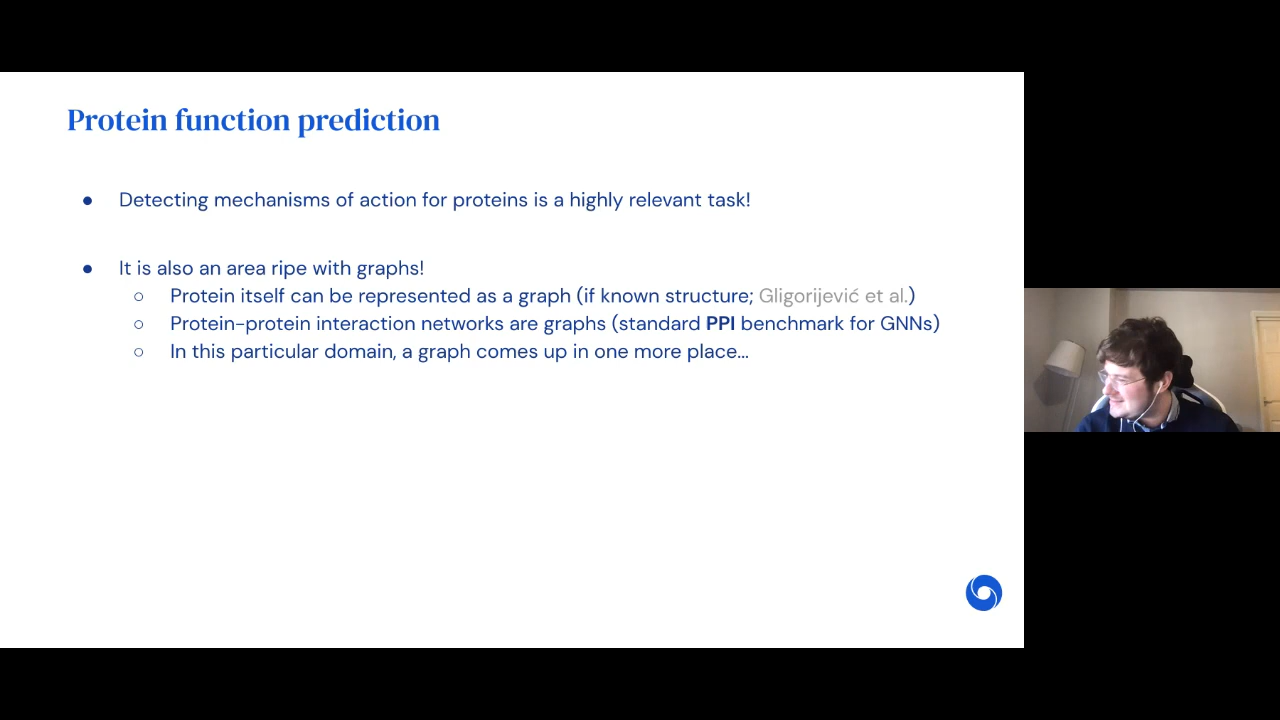 Protein function prediction
● Detecting mechanisms of action for proteins is a highly relevant task!
● It is also an area ripe with graphs!
○ Protein itself can be represented as a graph (if known structure; Gligorijević et al.)
○ Protein-protein interaction networks are graphs (standard PPI benchmark for GNNs)
○ In this particular domain, a graph comes up in one more place...